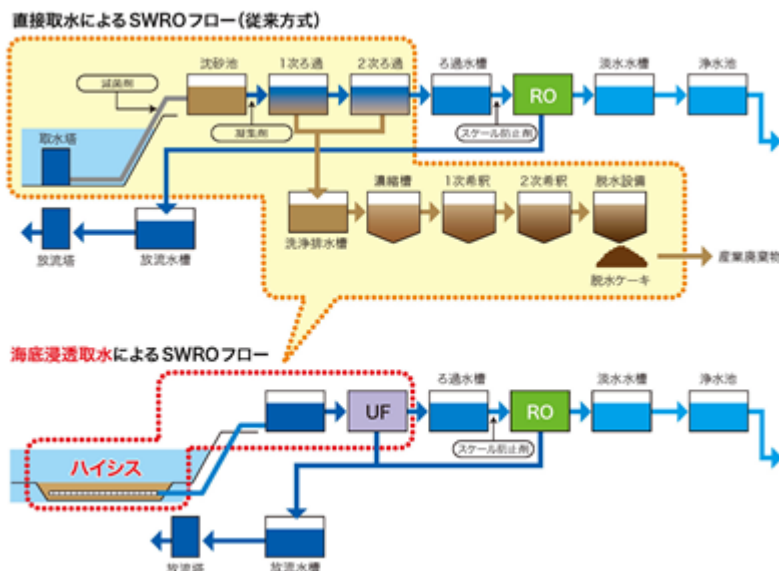 直接取水によるSWROフロー(従来方式)
滅菌剤
沈砂池
1次ろ過
2次ろ過
ろ過水槽
RO
淡水水槽
浄水池
取水塔
凝集剤
スケール防止剤
放流塔
放流水槽
洗浄排水槽
濃縮槽
1次希釈
2次希釈
脱水設備
脱水ケーキ
産業廃棄物
海底浸透取水によるSWROフロー
UF
ろ過水槽
RO
淡水水槽
浄水池
スケール防止剤
ハイシス
放流塔
放流水槽